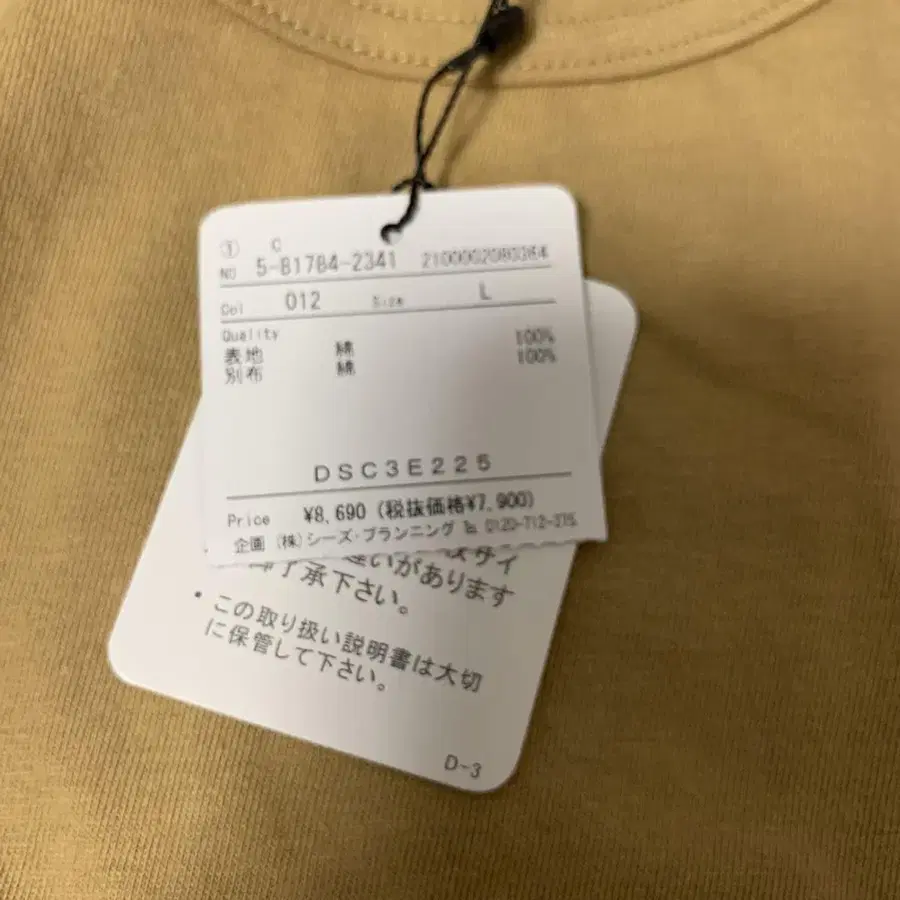 ① C
NO 5-81784-2341
Col 012 Size L
Quality
表地 綿 100%
別布 綿 100%
DSC3E225
Price ¥8,690 (税抜価格¥7,900)
企画 (株)シーズ・プランニング ℡ 0120-712-375
違いがあります
了承下さい。
• この取り扱い説明書は大切
に保管して下さい。
D-3